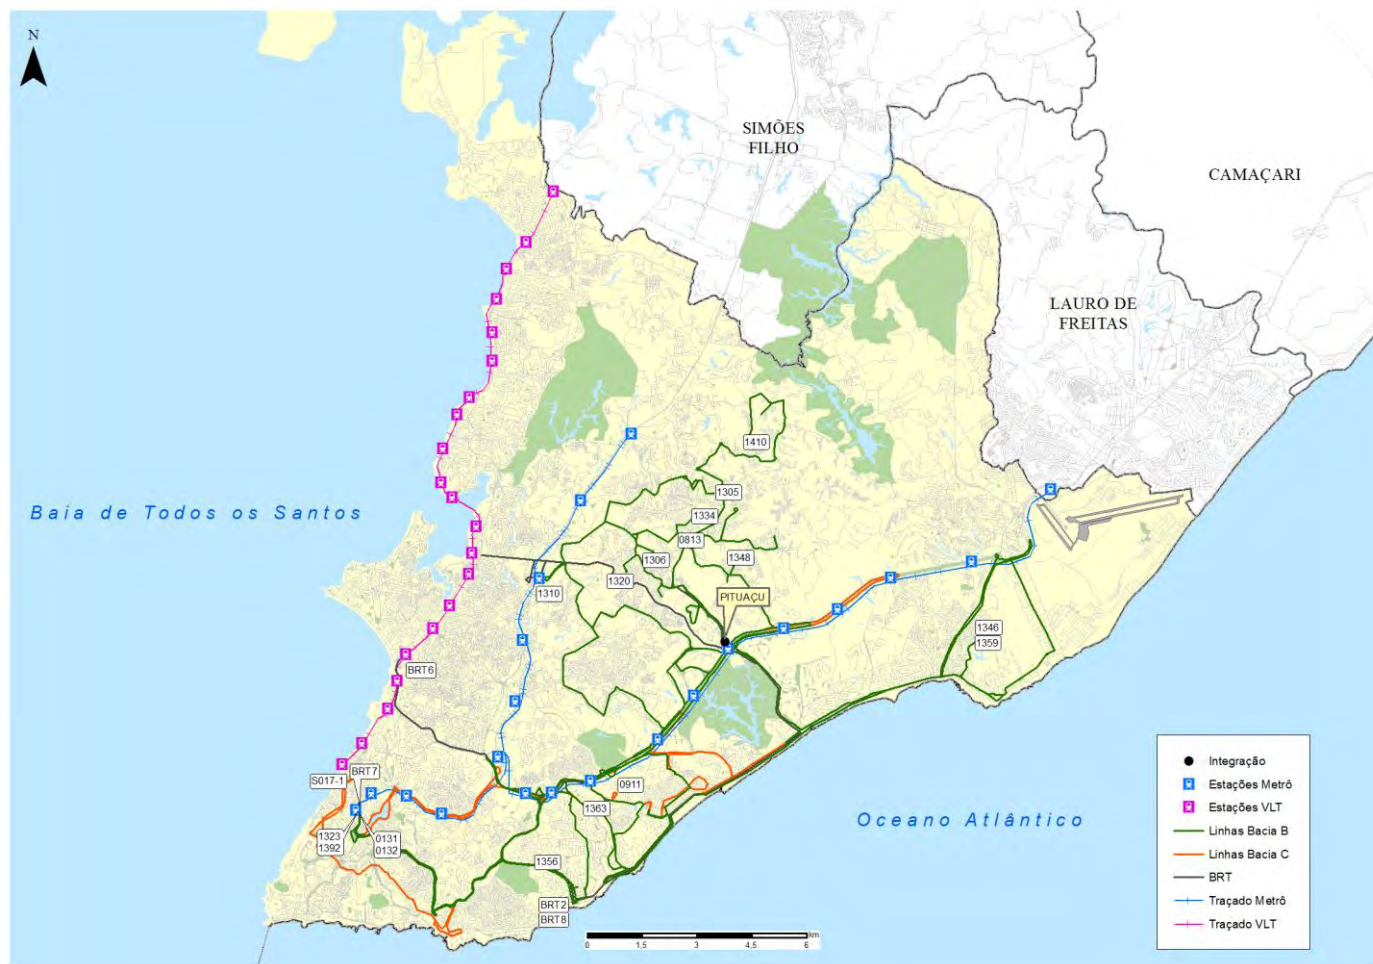 N
SIMÕES
FILHO
CAMAÇARI
LAURO DE
FREITAS
Baia de Todos os Santos
1410
1305
1334
0813
1306
1348
1320
1310
PITUAÇU
1346
1359
BRT6
BRT7
S017-1
0911
1363
1323
1392
0131
0132
1356
BRT2
BRT8
Oceano Atlântico
Integração
Estações Metrô
Estações VLT
Linhas Bacia B
Linhas Bacia C
BRT
Traçado Metrô
Traçado VLT
km
0 1,5 3 4,5 6